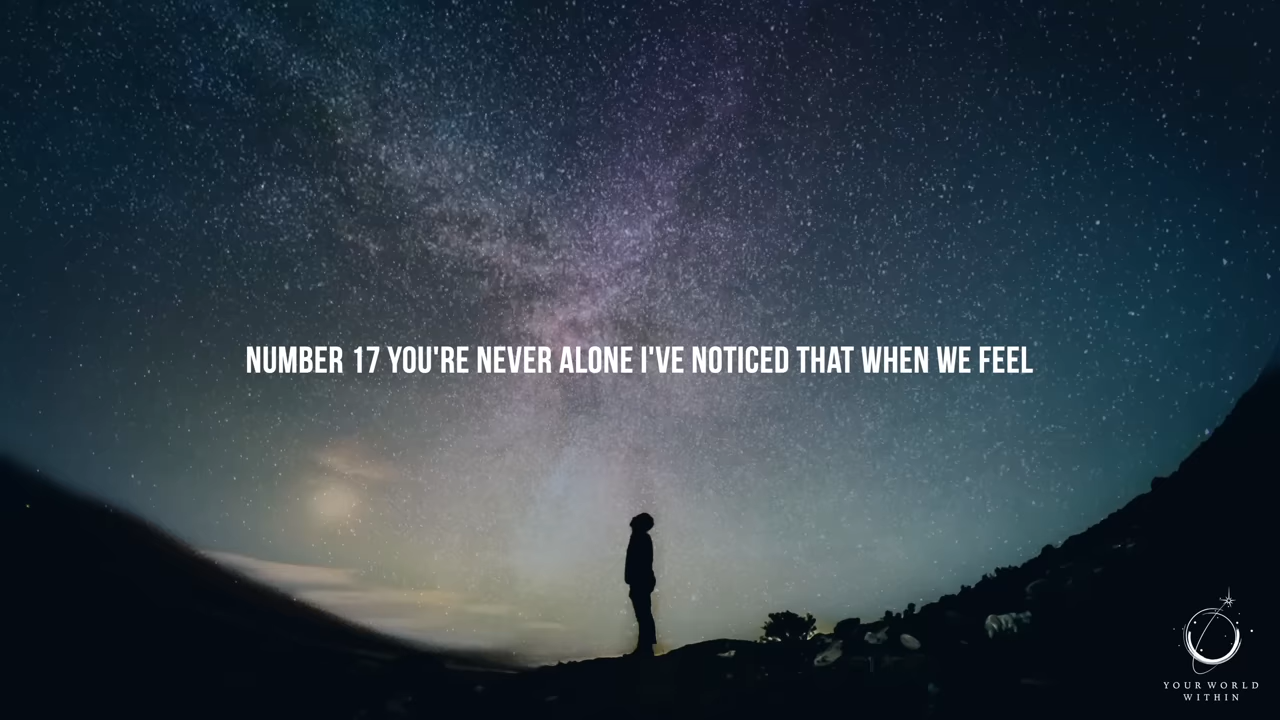 NUMBER 17 YOU'RE NEVER ALONE I'VE NOTICED THAT WHEN WE FEEL
YOUR WORLD
WITHIN